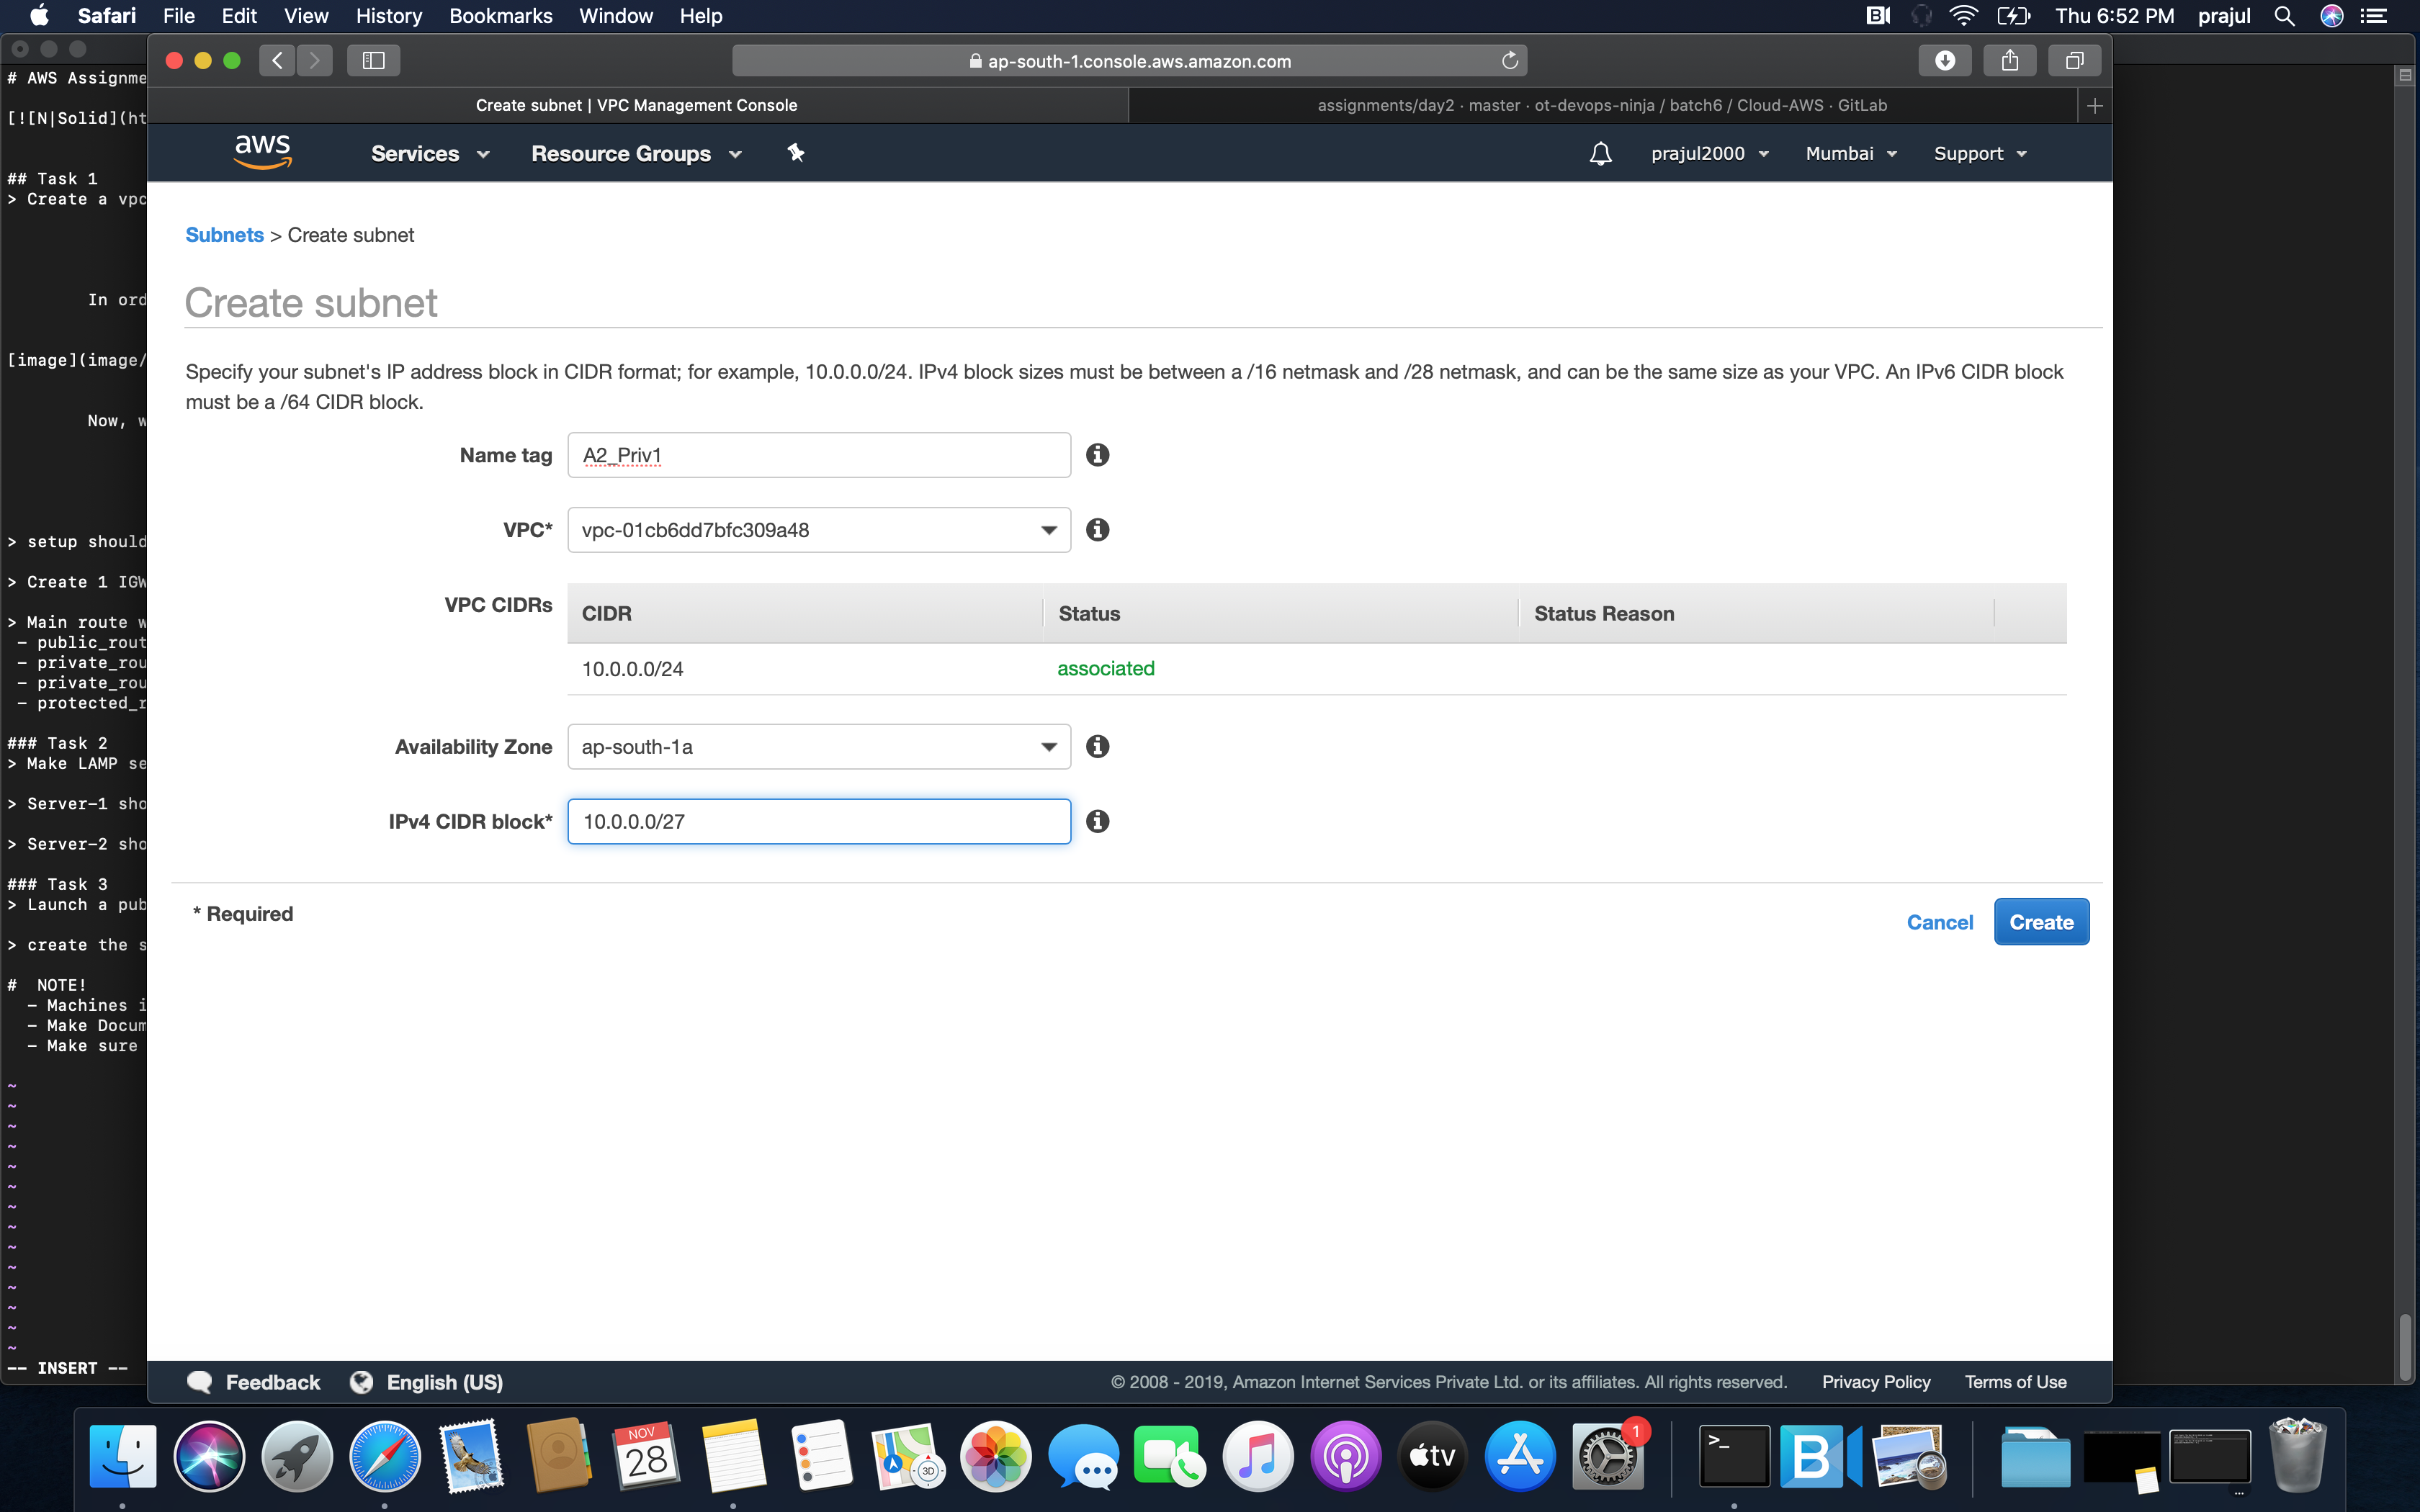 Safari File Edit View History Bookmarks Window Help
Thu 6:52 PM prajul
ap-south-1.console.aws.amazon.com
Create subnet | VPC Management Console
assignments/day2 · master · ot-devops-ninja / batch6 / Cloud-AWS · GitLab
aws Services Resource Groups prajul2000 Mumbai Support
# AWS Assignme
[![N|Solid](ht
## Task 1
> Create a vpc
In ord
[image](image/
Now, w
> setup should
> Create 1 IGW
> Main route w
- public_rout
- private_rou
- private_rou
- protected_r
### Task 2
> Make LAMP se
> Server-1 sho
> Server-2 sho
### Task 3
> Launch a pub
> create the s
# NOTE!
- Machines i
- Make Docum
- Make sure
~
~
~
~
~
~
~
~
~
~
~
~
~
~
-- INSERT --
Subnets > Create subnet
Create subnet
Specify your subnet's IP address block in CIDR format; for example, 10.0.0.0/24. IPv4 block sizes must be between a /16 netmask and /28 netmask, and can be the same size as your VPC. An IPv6 CIDR block
must be a /64 CIDR block.
Name tag A2_Priv1
VPC* vpc-01cb6dd7bfc309a48
VPC CIDRs CIDR Status Status Reason
10.0.0.0/24 associated
Availability Zone ap-south-1a
IPv4 CIDR block* 10.0.0.0/27
* Required
Cancel Create
Feedback English (US)
© 2008 - 2019, Amazon Internet Services Private Ltd. or its affiliates. All rights reserved. Privacy Policy Terms of Use
NOV
28
3D
tv
1
>_
B